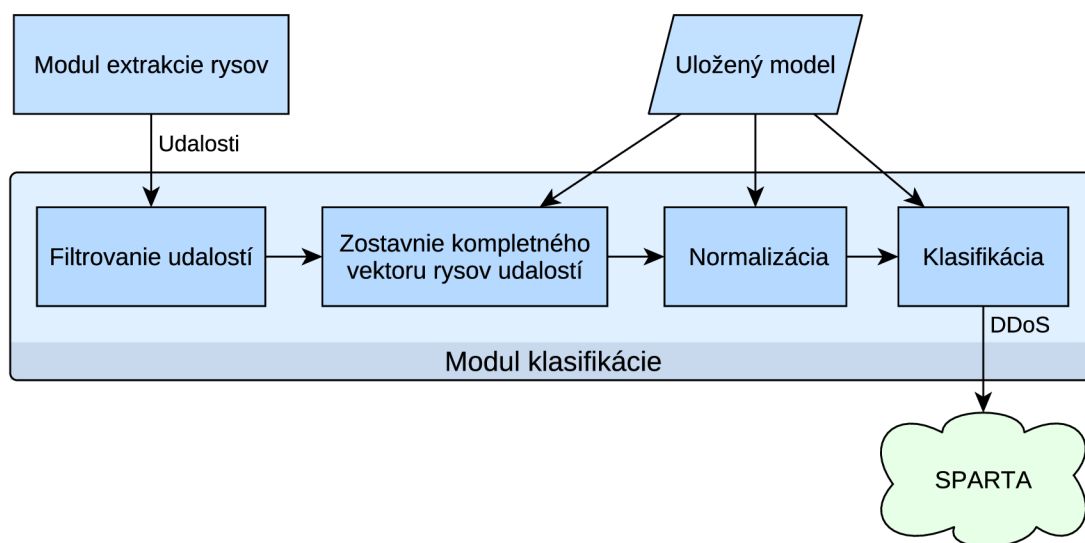 Modul extrakcie rysov
Uložený model
Udalosti
Filtrovanie udalostí
Zostavnie kompletného
vektoru rysov udalostí
Normalizácia
Klasifikácia
DDoS
Modul klasifikácie
SPARTA